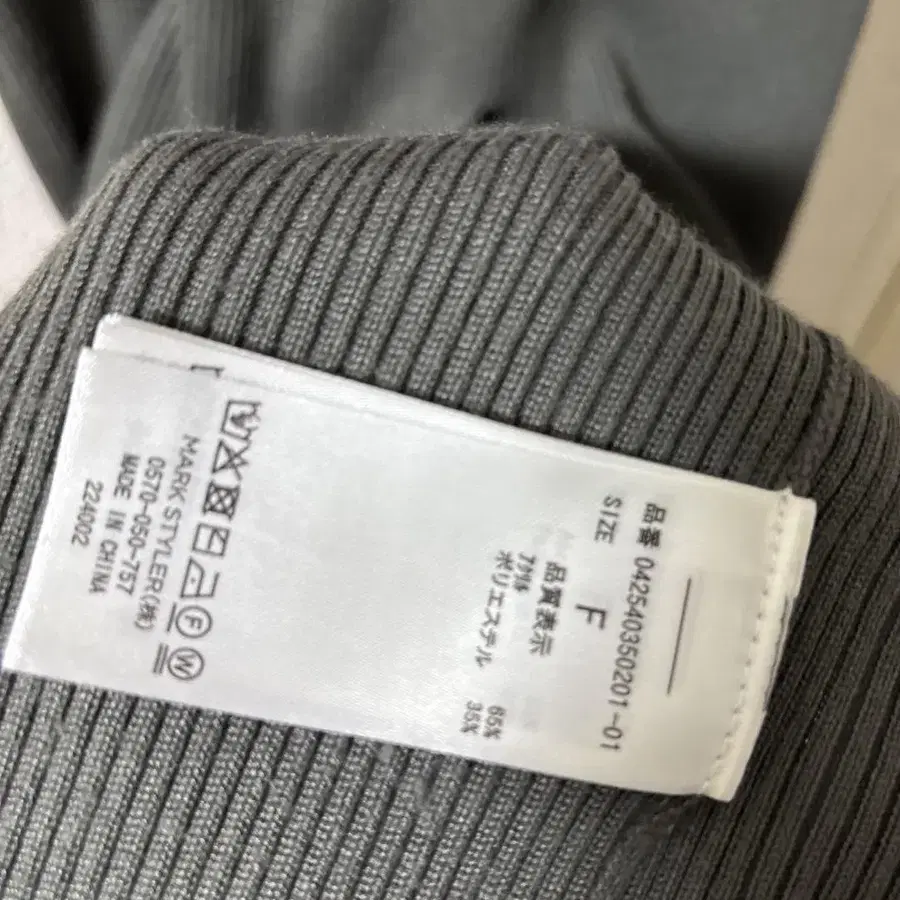 品番 042540350201-01
SIZE F
品質表示
アクリル 65%
ポリエステル 35%
F W
MARK STYLER(株)
0570-050-757
MADE IN CHINA
224002